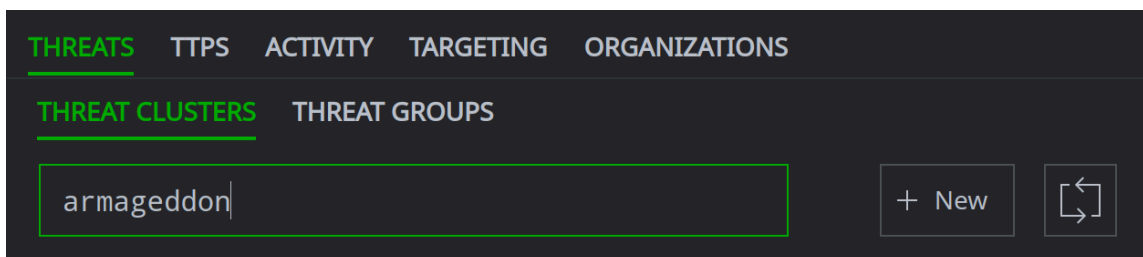 THREATS TTPS ACTIVITY TARGETING ORGANIZATIONS
THREAT CLUSTERS THREAT GROUPS
armageddon + New